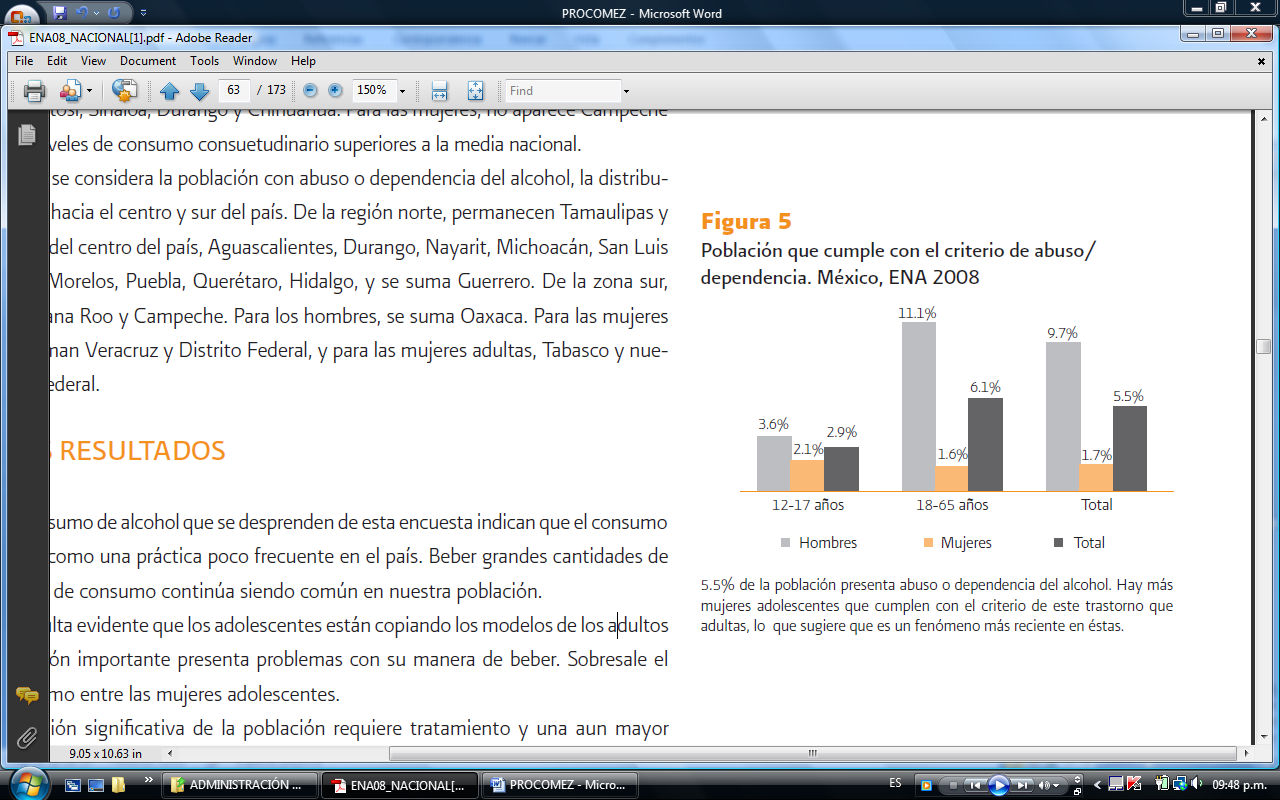 PROCOMEZ - Microsoft Word
ENA08_NACIONAL[1].pdf - Adobe Reader
File Edit View Document Tools Window Help
63 / 173 150% Find
tosí, Sinaloa, Durango y Chihuahua. Para las mujeres, no aparece Campeche
veles de consumo consuetudinario superiores a la media nacional.
se considera la población con abuso o dependencia del alcohol, la distribu-
hacia el centro y sur del país. De la región norte, permanecen Tamaulipas y
del centro del país, Aguascalientes, Durango, Nayarit, Michoacán, San Luis
Morelos, Puebla, Querétaro, Hidalgo, y se suma Guerrero. De la zona sur,
ana Roo y Campeche. Para los hombres, se suma Oaxaca. Para las mujeres
man Veracruz y Distrito Federal, y para las mujeres adultas, Tabasco y nue-
ederal.
S RESULTADOS
sumo de alcohol que se desprenden de esta encuesta indican que el consumo
como una práctica poco frecuente en el país. Beber grandes cantidades de
de consumo continúa siendo común en nuestra población.
ulta evidente que los adolescentes están copiando los modelos de los adultos
ón importante presenta problemas con su manera de beber. Sobresale el
mo entre las mujeres adolescentes.
ión significativa de la población requiere tratamiento y una aun mayor
Figura 5
Población que cumple con el criterio de abuso/
dependencia. México, ENA 2008
11.1%
9.7%
6.1%
5.5%
3.6%
2.9%
2.1%
1.6%
1.7%
12-17 años 18-65 años Total
Hombres Mujeres Total
5.5% de la población presenta abuso o dependencia del alcohol. Hay más
mujeres adolescentes que cumplen con el criterio de este trastorno que
adultas, lo que sugiere que es un fenómeno más reciente en éstas.
9.05 x 10.63 in
ADMINISTRACIÓN ... ENA08_NACIONAL[... PROCOMEZ - Micro... ES 09:48 p.m.